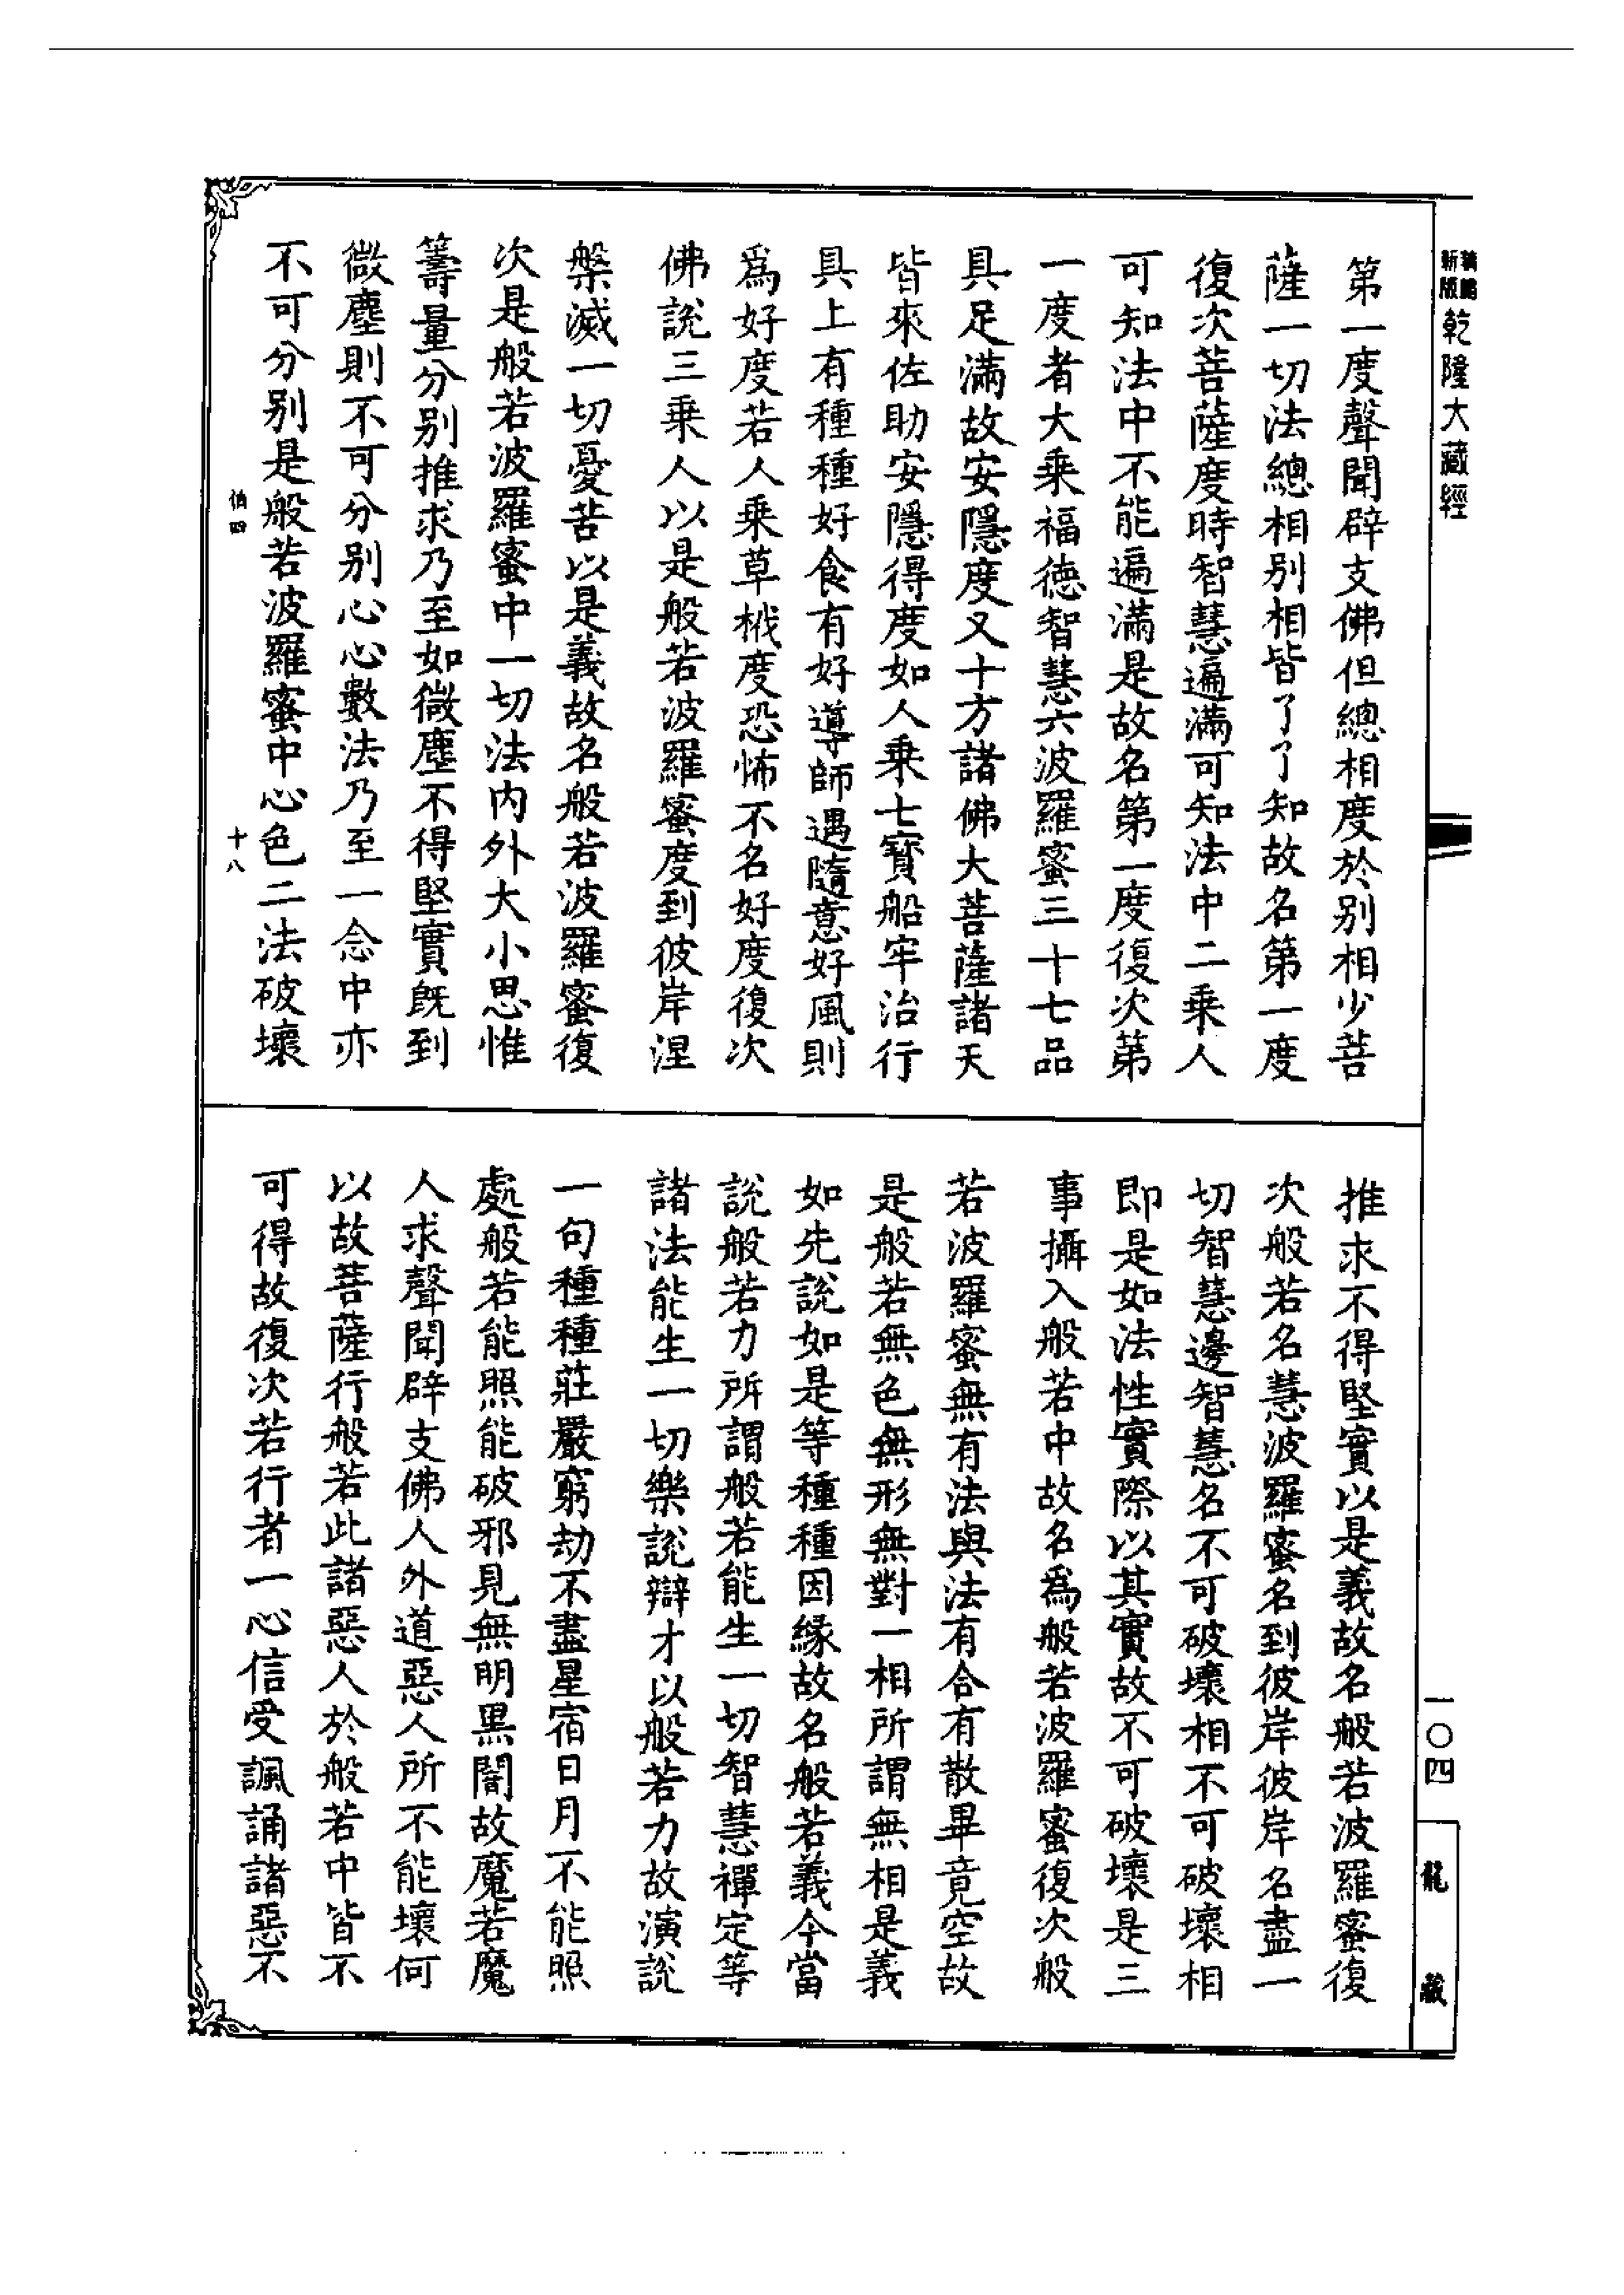 新版
乾隆大藏經
第一度聲聞辟支佛但總相度於別相少菩
薩一切法總相別相皆了了知故名第一度
復次菩薩度時智慧遍滿可知法中二乘人
可知法中不能遍滿是故名第一度復次第
一度者大乘福德智慧六波羅蜜三十七品
具足滿故安隱度又十方諸佛大菩薩諸天
皆來佐助安隱得度如人乘七寶船牢治行
具上有種種好食有好導師遇隨意好風則
為好度若人乘草栰度恐怖不名好度復次
佛說三乘人以是般若波羅蜜度到彼岸涅
槃滅一切憂苦以是義故名般若波羅蜜復
次是般若波羅蜜中一切法內外大小思惟
籌量分別推求乃至如微塵不得堅實既到
微塵則不可分別心心數法乃至一念中亦
不可分別是般若波羅蜜中心色二法破壞
伯四
十八
推求不得堅實以是義故名般若波羅蜜復
次般若名慧波羅蜜名到彼岸彼岸名盡一
切智慧邊智慧名不可破壞相不可破壞相
即是如法性實際以其實故不可破壞是三
事攝入般若中故名為般若波羅蜜復次般
若波羅蜜無有法與法有合有散畢竟空故
是般若無色無形無對一相所謂無相是義
如先說如是等種種因緣故名般若義今當
說般若力所謂般若能生一切智慧禪定等
諸法能生一切樂說辯才以般若力故演說
一句種種莊嚴窮劫不盡星宿日月不能照
處般若能照能破邪見無明黑闇故魔若魔
人求聲聞辟支佛人外道惡人所不能壞何
以故菩薩行般若此諸惡人於般若中皆不
可得故復次若行者一心信受諷誦諸惡不
一〇四
龍藏